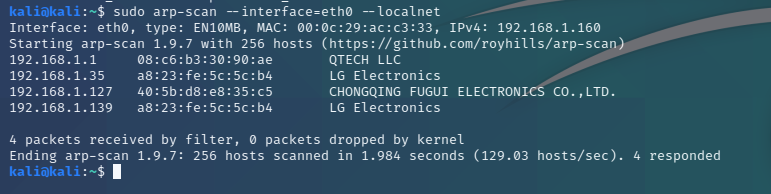 kali@kali:~$ sudo arp-scan --interface=eth0 --localnet
Interface: eth0, type: EN10MB, MAC: 00:0c:29:ac:c3:33, IPv4: 192.168.1.160
Starting arp-scan 1.9.7 with 256 hosts (https://github.com/royhills/arp-scan)
192.168.1.1 08:c6:b3:30:90:ae QTECH LLC
192.168.1.35 a8:23:fe:5c:5c:b4 LG Electronics
192.168.1.127 40:5b:d8:e8:35:c5 CHONGQING FUGUI ELECTRONICS CO.,LTD.
192.168.1.139 a8:23:fe:5c:5c:b4 LG Electronics
4 packets received by filter, 0 packets dropped by kernel
Ending arp-scan 1.9.7: 256 hosts scanned in 1.984 seconds (129.03 hosts/sec). 4 responded
kali@kali:~$